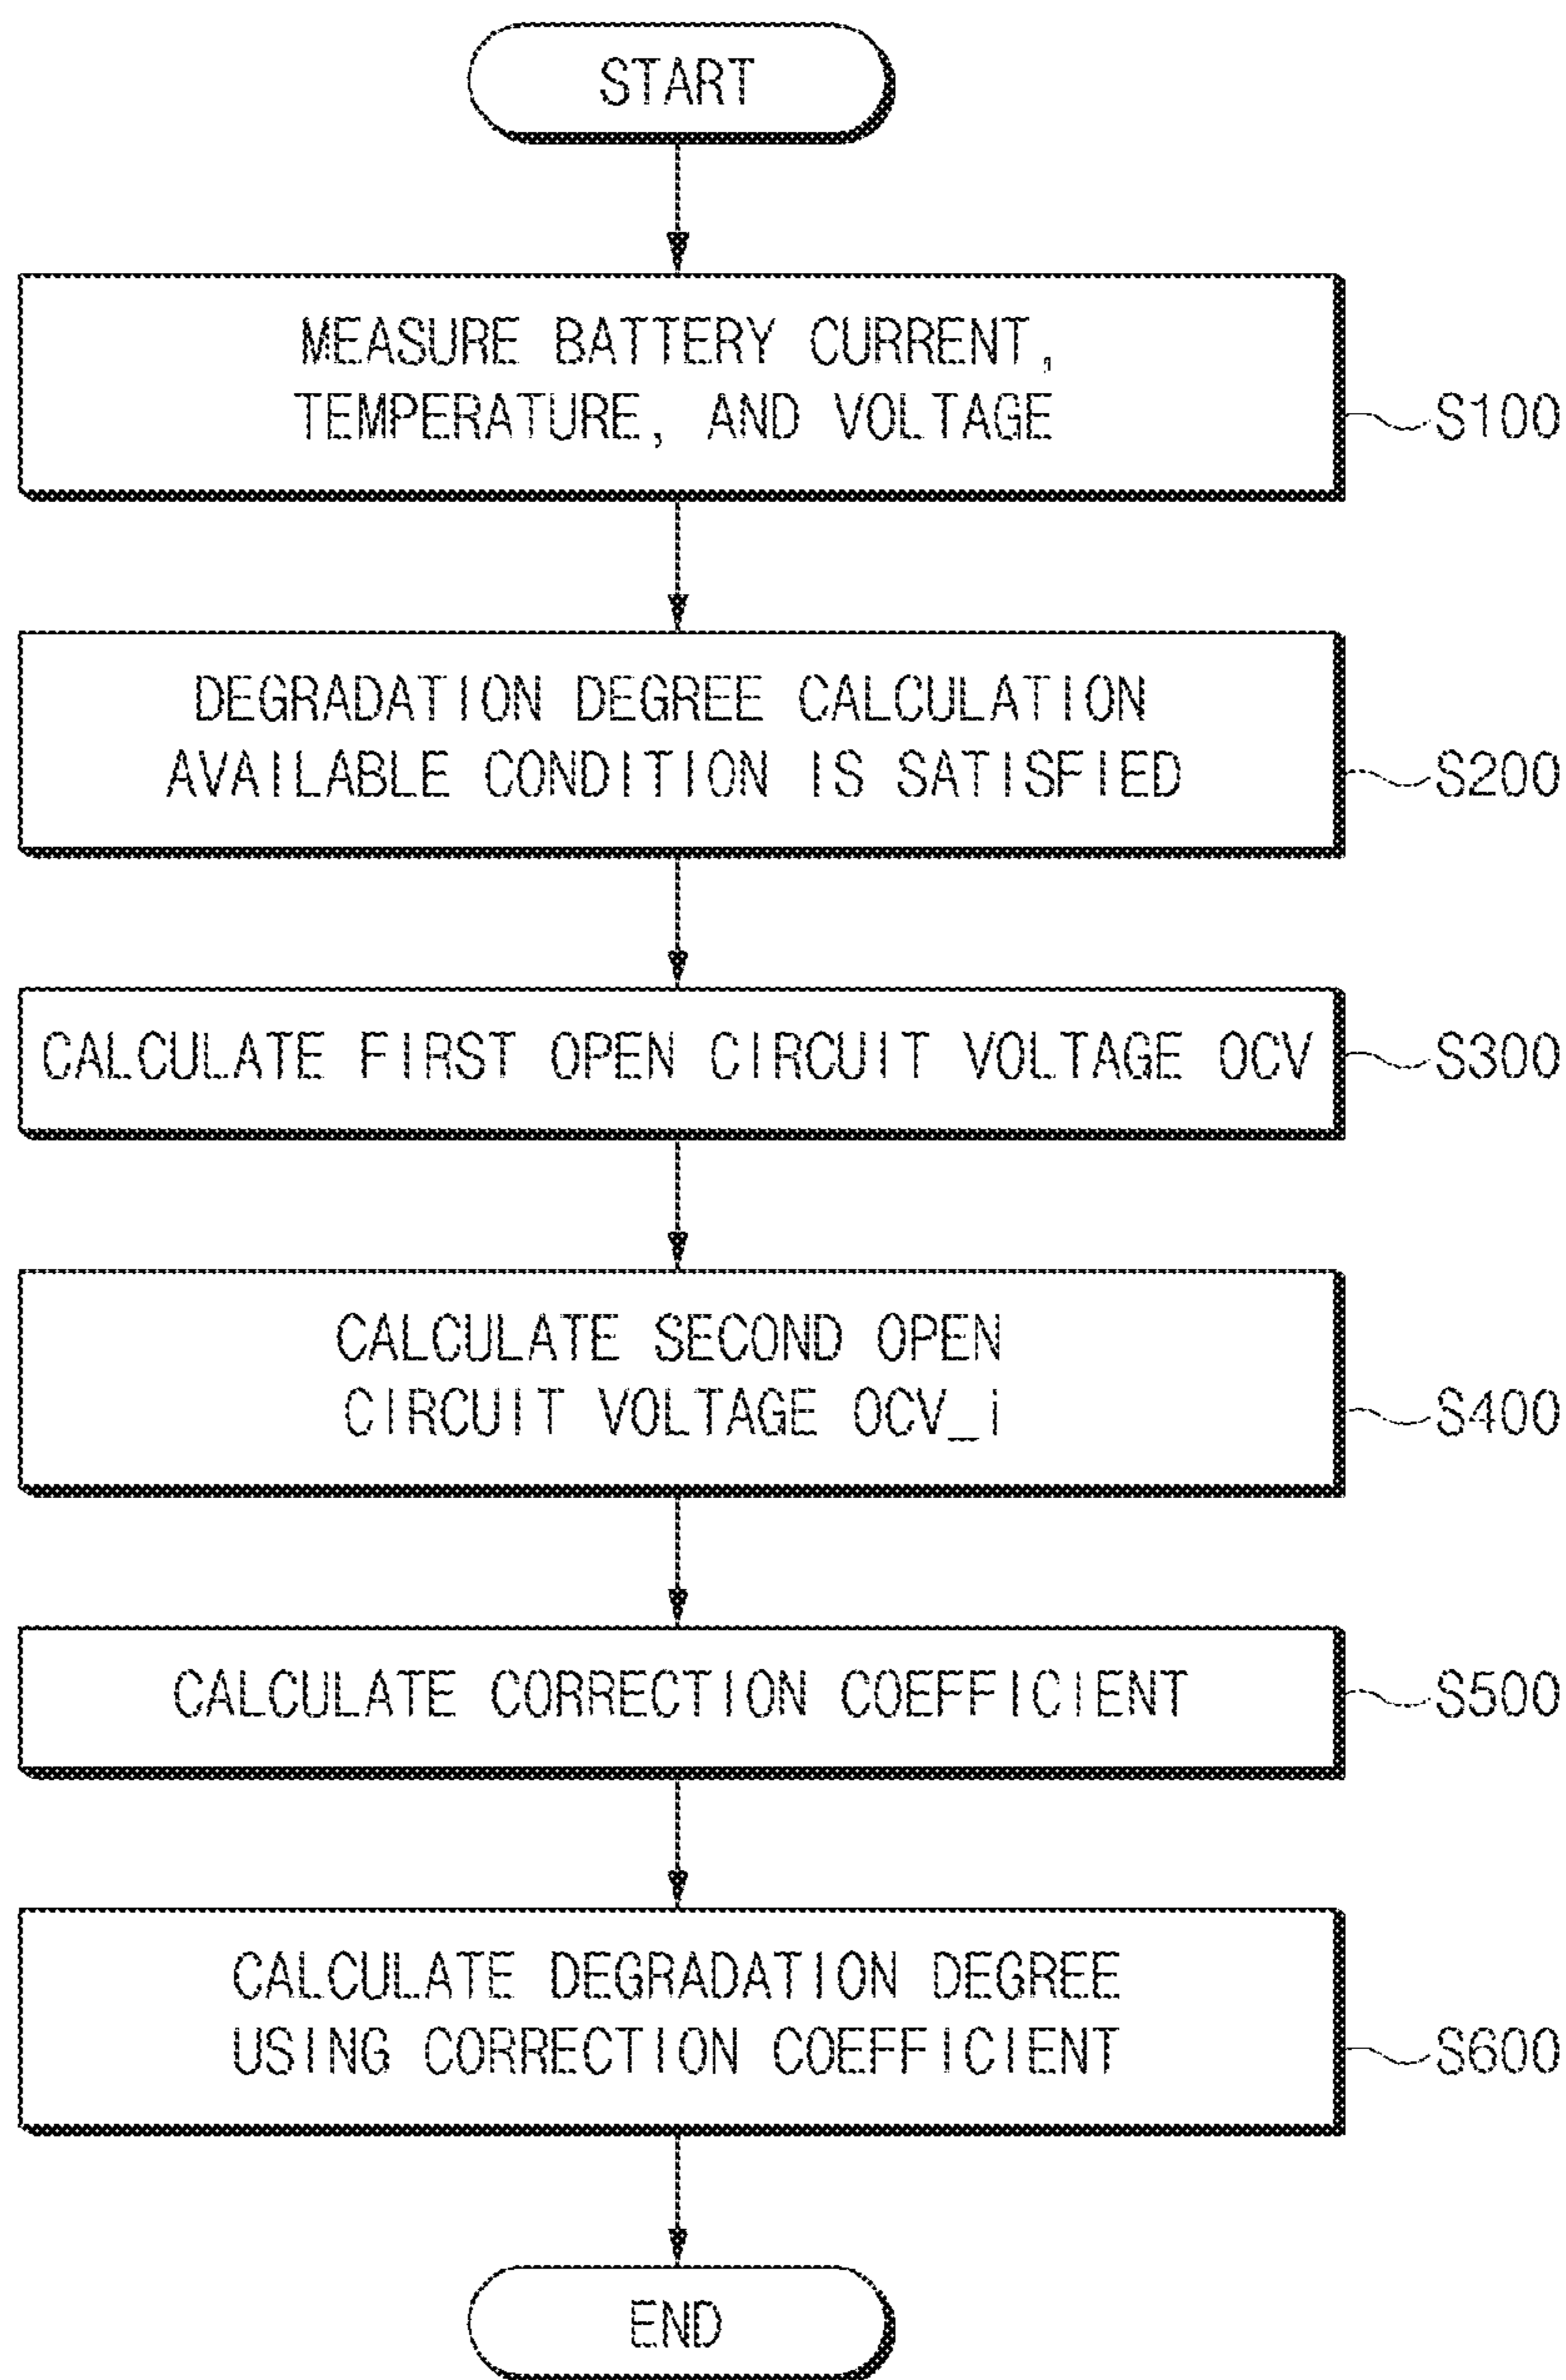 START
MEASURE BATTERY CURRENT,
TEMPERATURE, AND VOLTAGE
S100
DEGRADATION DEGREE CALCULATION
AVAILABLE CONDITION IS SATISFIED
S200
CALCULATE FIRST OPEN CIRCUIT VOLTAGE OCV
S300
CALCULATE SECOND OPEN
CIRCUIT VOLTAGE OCV_i
S400
CALCULATE CORRECTION COEFFICIENT
S500
CALCULATE DEGRADATION DEGREE
USING CORRECTION COEFFICIENT
S600
END